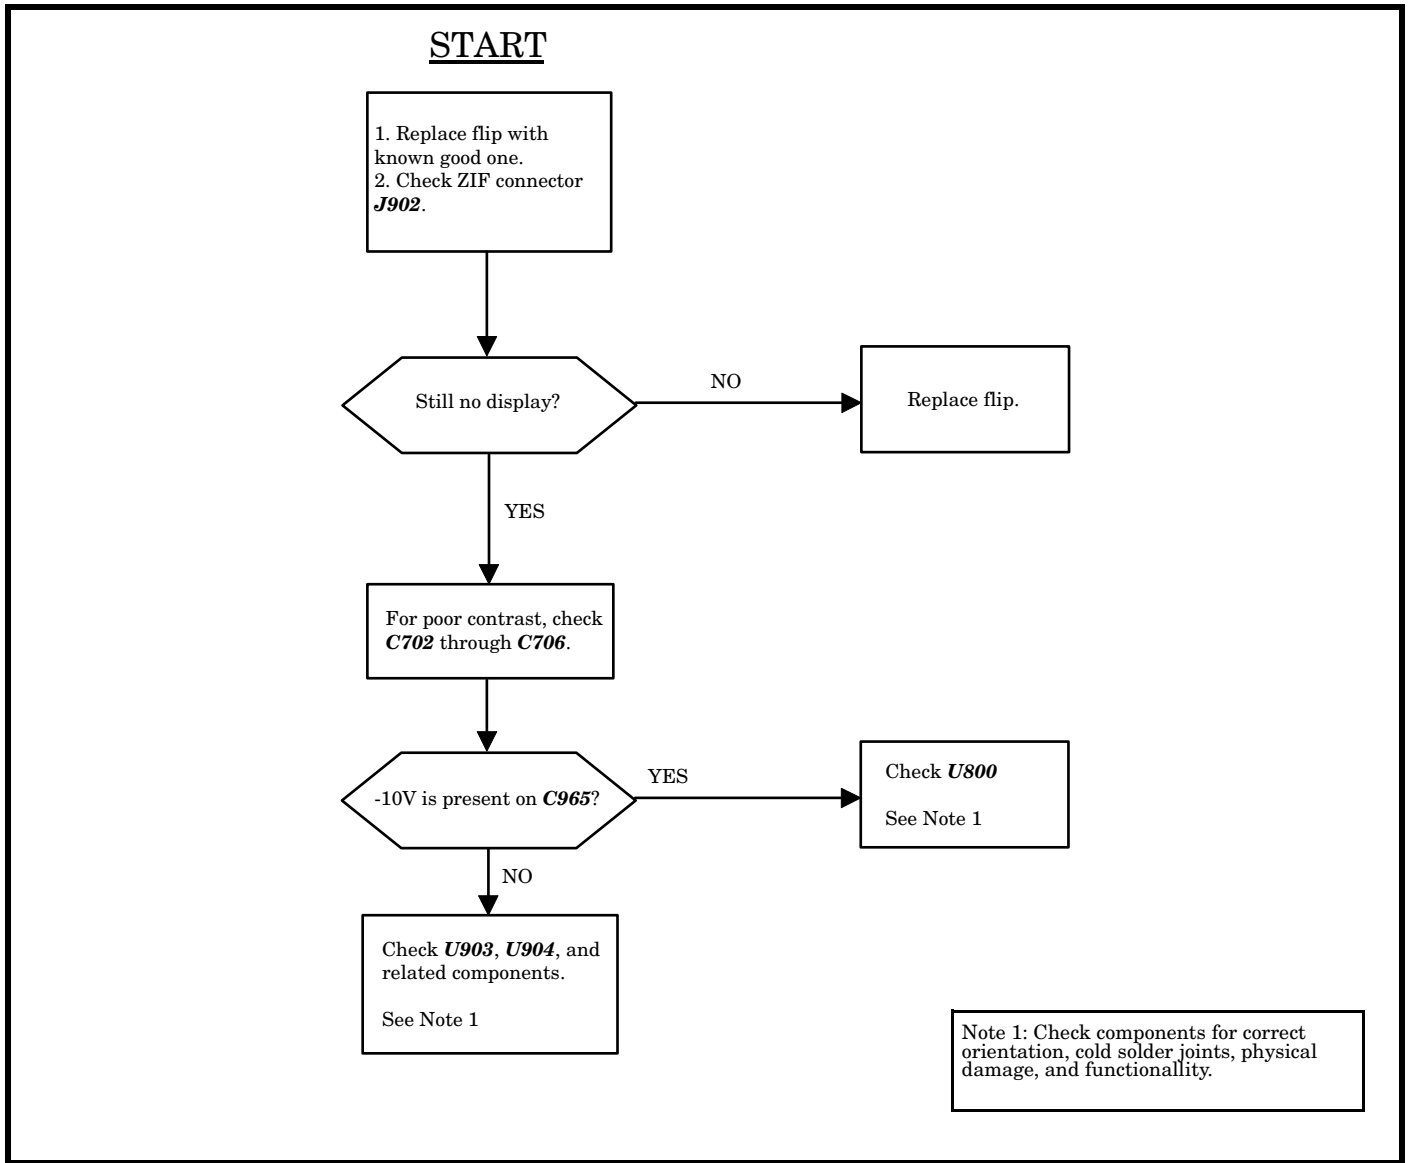 START
1. Replace flip with
known good one.
2. Check ZIF connector
J902.
Still no display?
NO
Replace flip.
YES
For poor contrast, check
C702 through C706.
-10V is present on C965?
YES
Check U800
See Note 1
NO
Check U903, U904, and
related components.
See Note 1
Note 1: Check components for correct
orientation, cold solder joints, physical
damage, and functionallity.